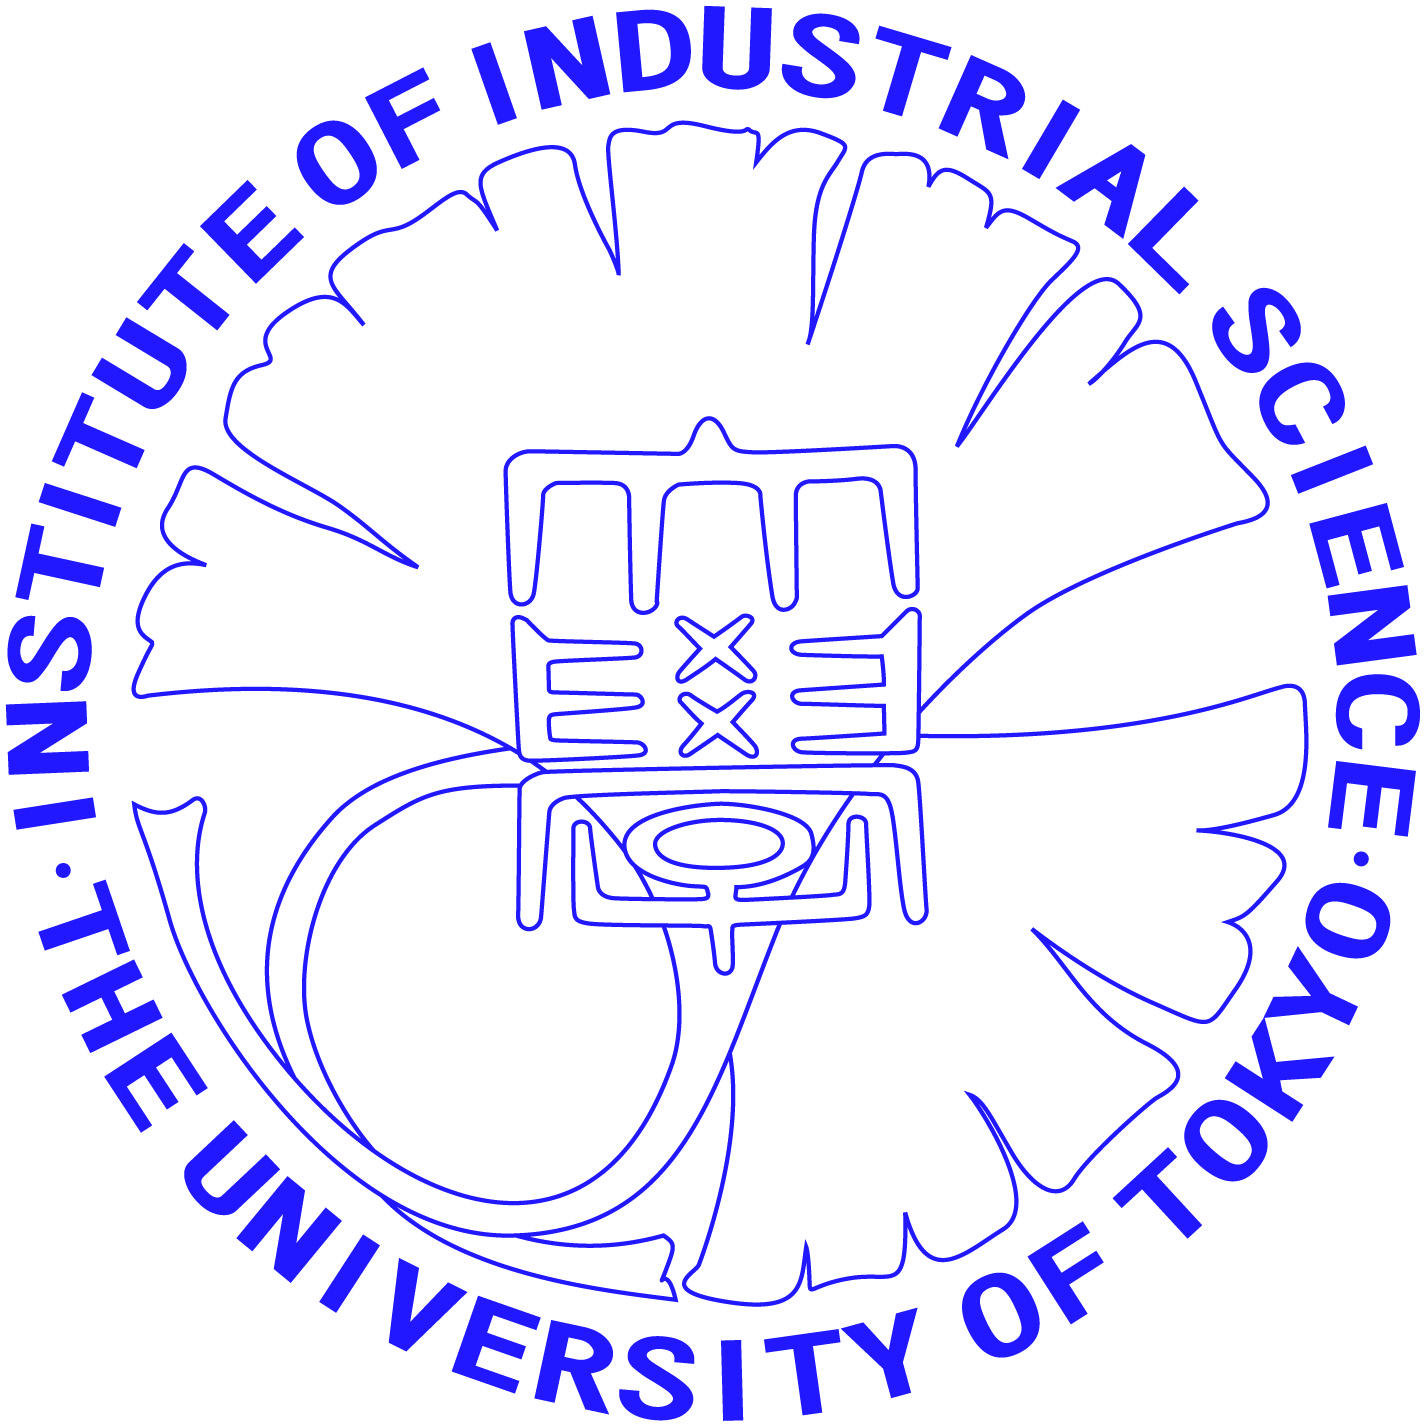 INSTITUTE OF INDUSTRIAL SCIENCE
· THE UNIVERSITY OF TOKYO ·